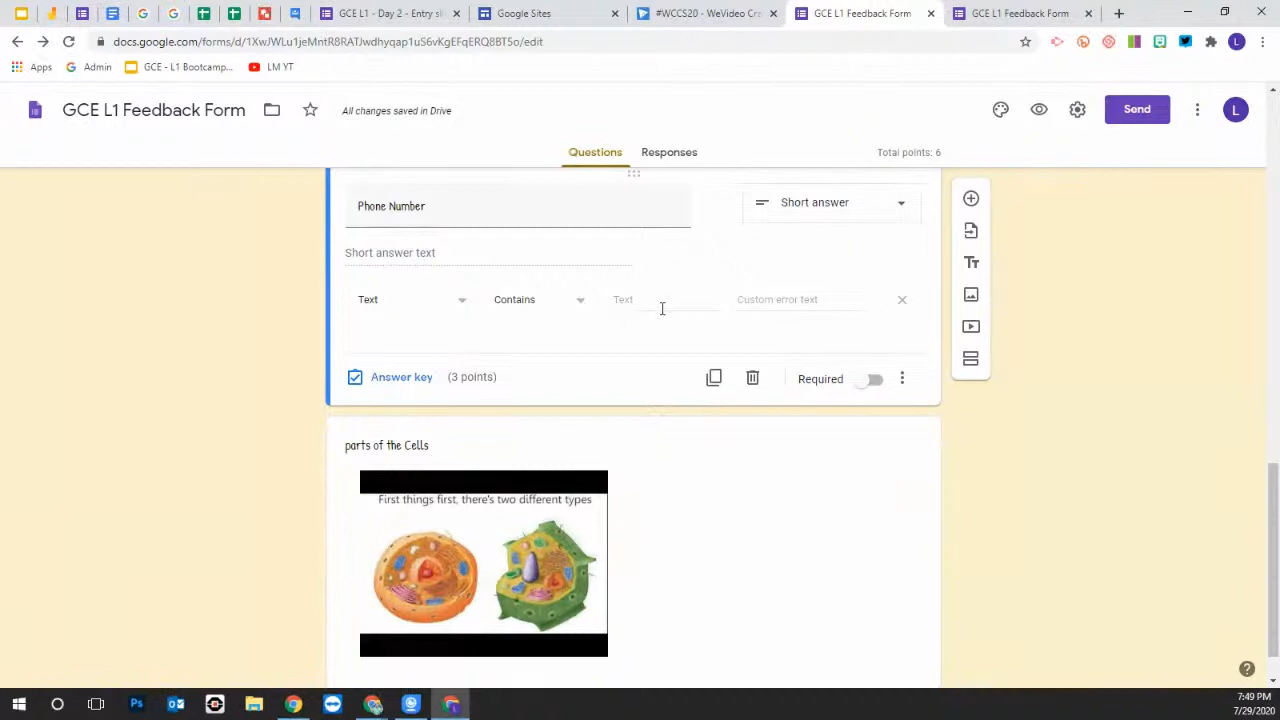 GCE L1 - Day 2 - Entry sli
Google Sites
#WCCS20 - WeVideo Cre
GCE L1 Feedback Form
GCE L1 Feedback Form
docs.google.com/forms/d/1XwJWLu1jeMntR8RATJwdhyqap1uS6vKgEFqERQ8BT5o/edit
Apps
Admin
GCE - L1 Bootcamp...
LM YT
L
GCE L1 Feedback Form
All changes saved in Drive
Send
L
Questions
Responses
Total points: 6
Phone Number
Short answer
Short answer text
Text
Contains
Text
Custom error text
Answer key
(3 points)
Required
parts of the Cells
First things first, there's two different types
7:49 PM
7/29/2020